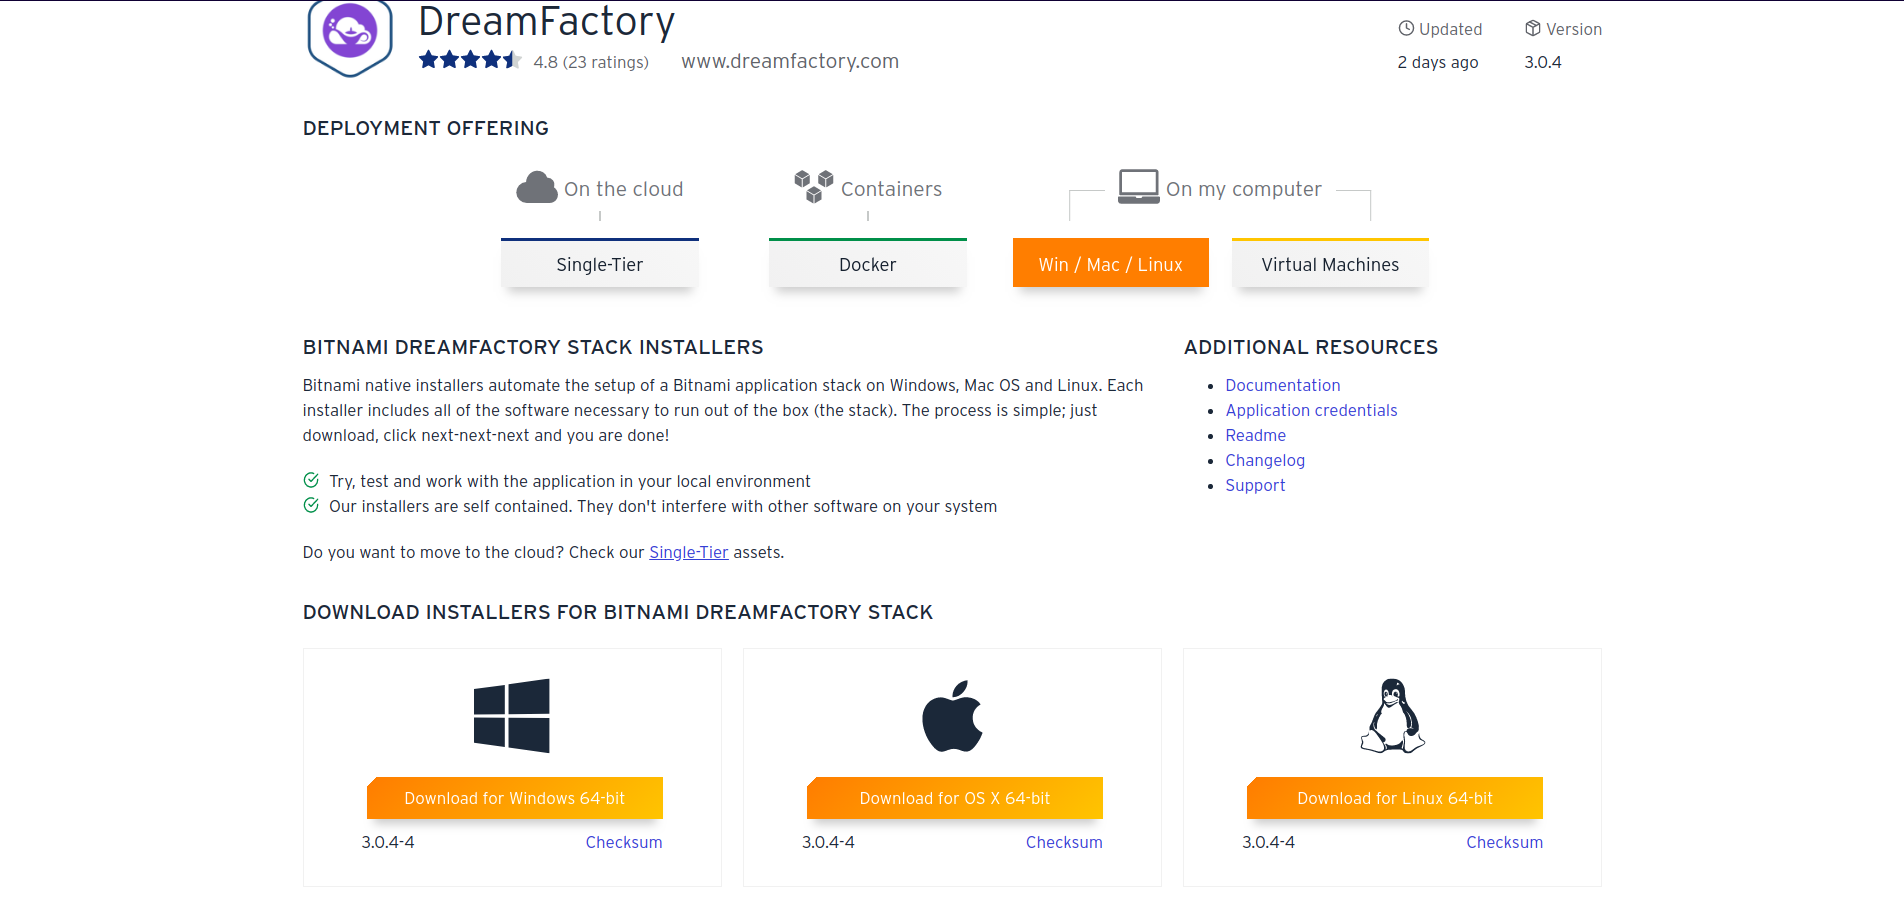 DreamFactory
4.8 (23 ratings) www.dreamfactory.com
Updated Version
2 days ago 3.0.4
DEPLOYMENT OFFERING
On the cloud Containers On my computer
Single-Tier Docker Win / Mac / Linux Virtual Machines
BITNAMI DREAMFACTORY STACK INSTALLERS
Bitnami native installers automate the setup of a Bitnami application stack on Windows, Mac OS and Linux. Each
installer includes all of the software necessary to run out of the box (the stack). The process is simple; just
download, click next-next-next and you are done!
Try, test and work with the application in your local environment
Our installers are self contained. They don't interfere with other software on your system
Do you want to move to the cloud? Check our Single-Tier assets.
ADDITIONAL RESOURCES
Documentation
Application credentials
Readme
Changelog
Support
DOWNLOAD INSTALLERS FOR BITNAMI DREAMFACTORY STACK
Download for Windows 64-bit
3.0.4-4 Checksum
Download for OS X 64-bit
3.0.4-4 Checksum
Download for Linux 64-bit
3.0.4-4 Checksum